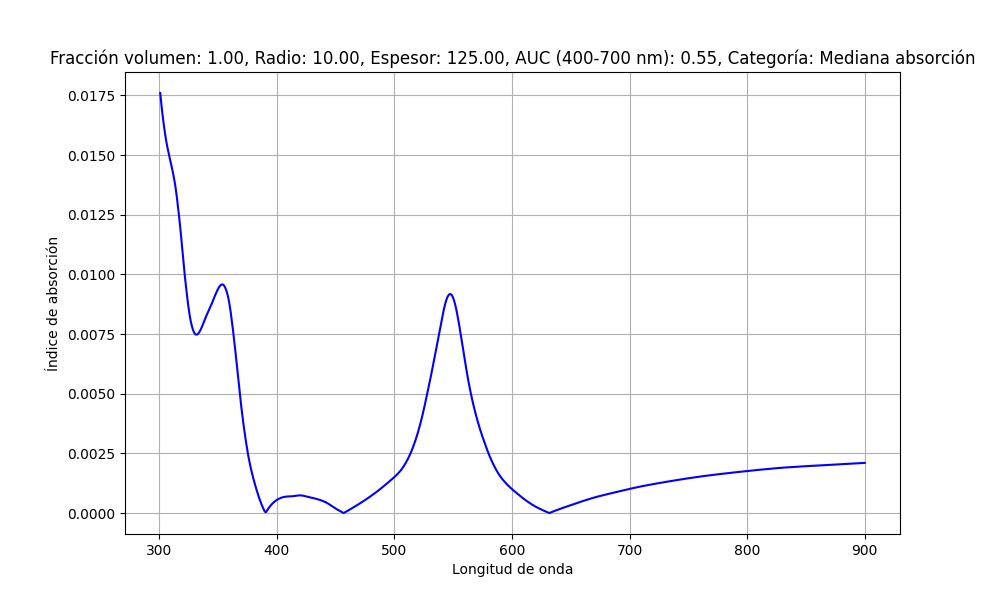 Fracción volumen: 1.00, Radio: 10.00, Espesor: 125.00, AUC (400-700 nm): 0.55, Categoría: Mediana absorción
0.0175
0.0150
0.0125
0.0100
0.0075
0.0050
0.0025
0.0000
Índice de absorción
300 400 500 600 700 800 900
Longitud de onda